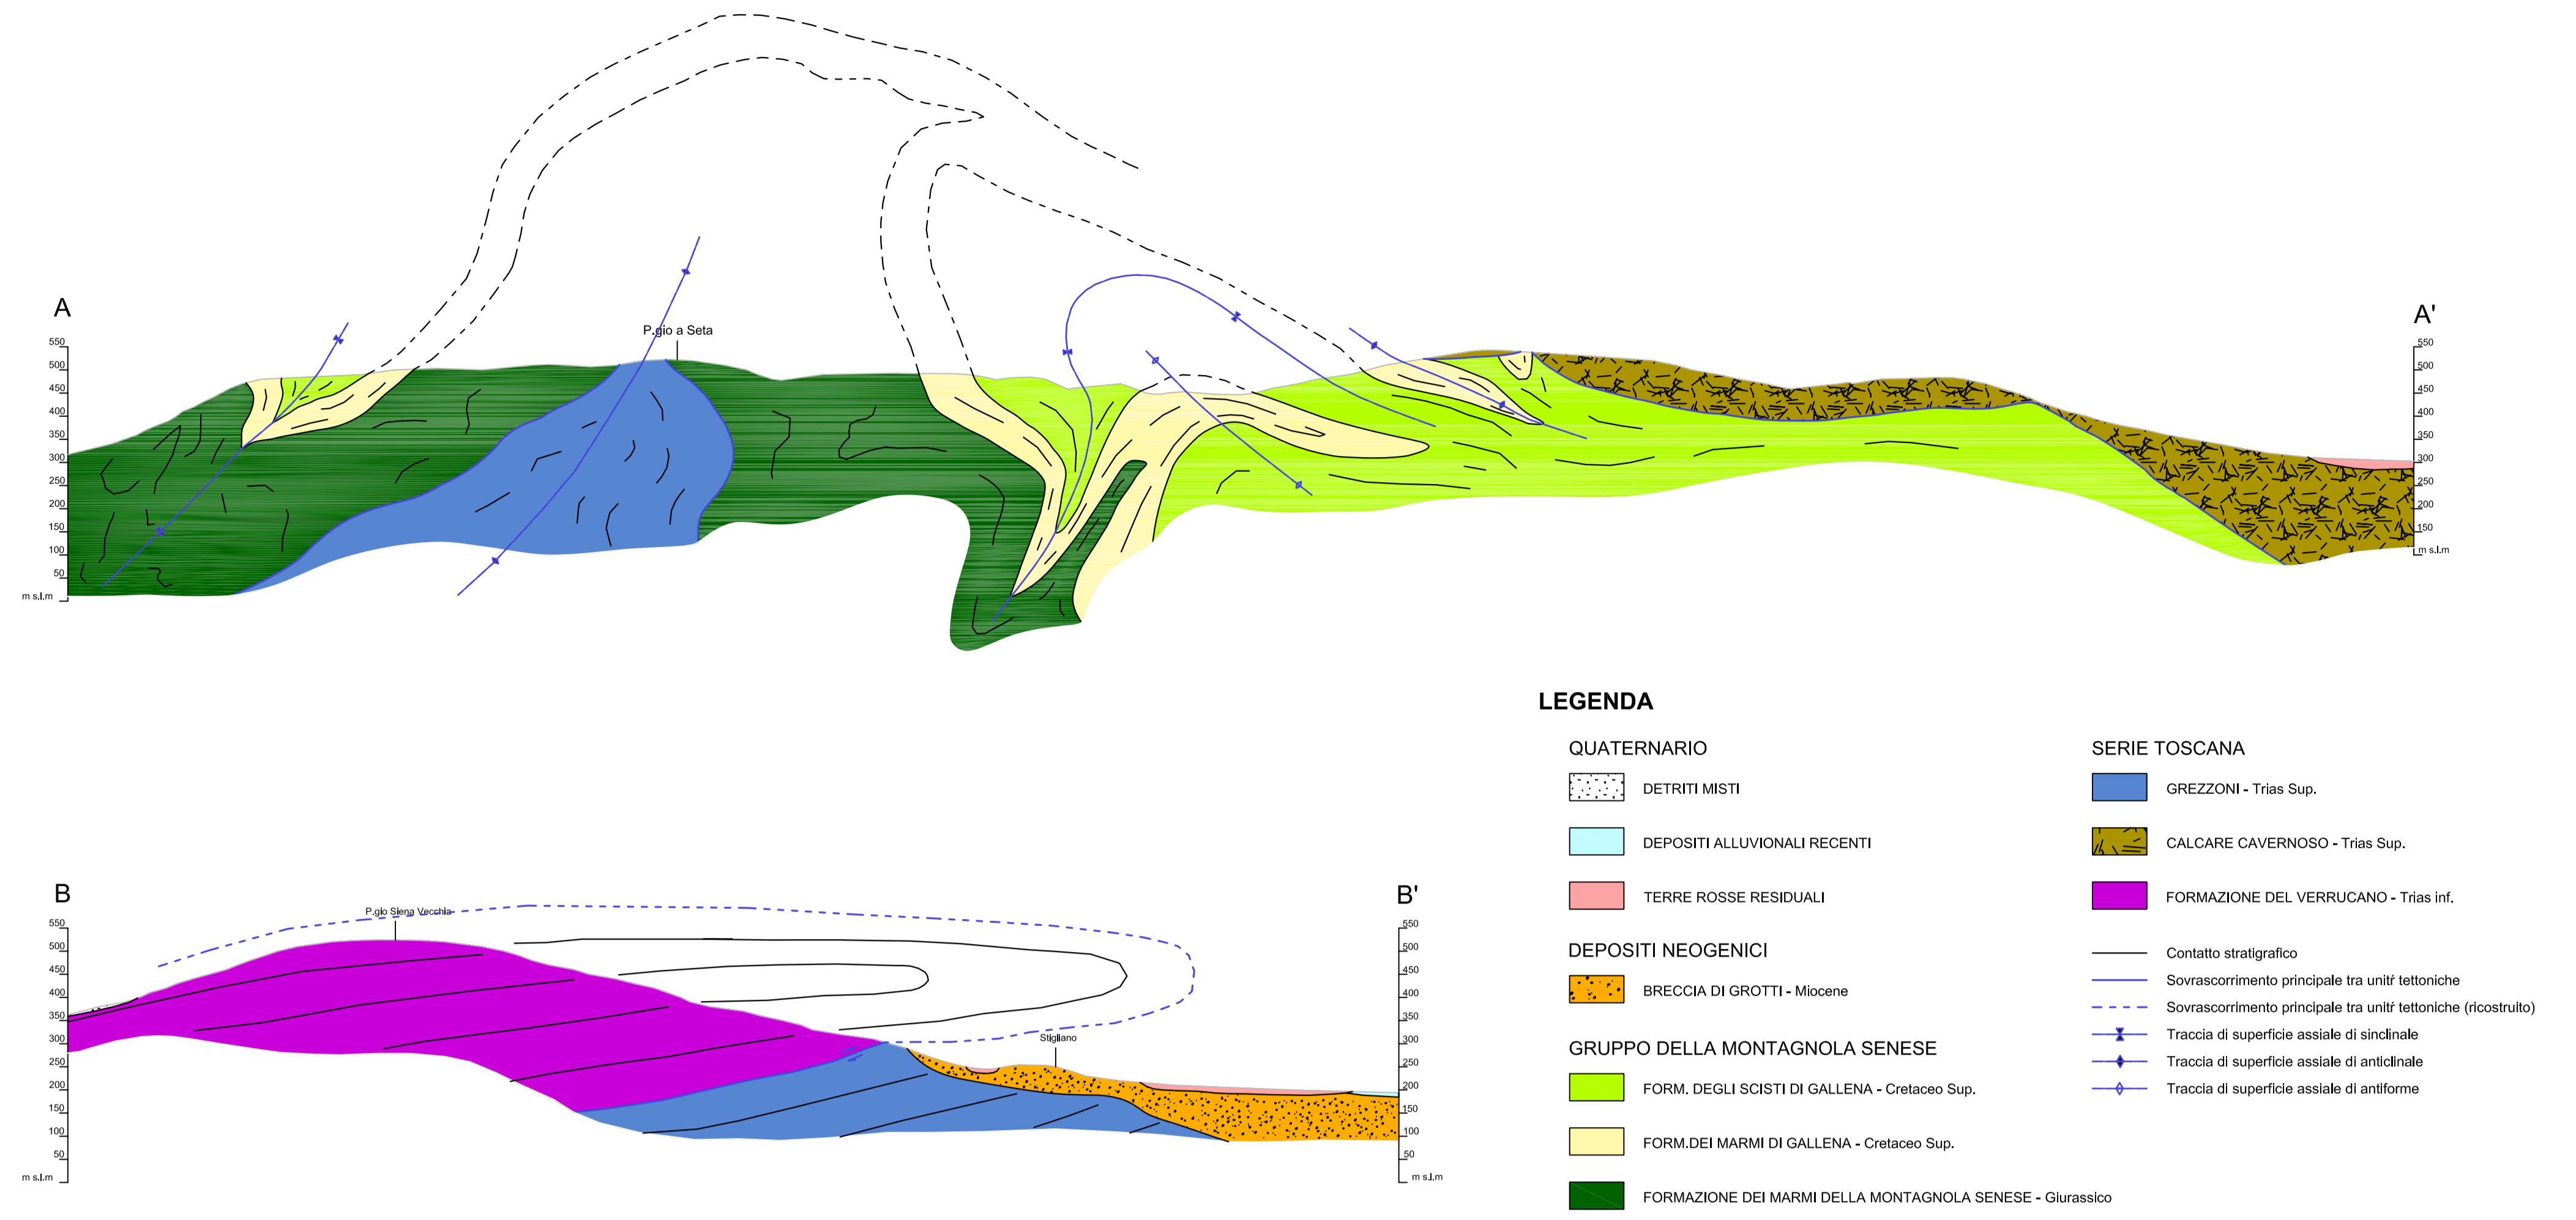 A
A'
P.gio a Seta
550
500
450
400
350
300
250
200
150
100
50
m s.l.m
550
500
450
400
350
300
250
200
150
m s.l.m
LEGENDA
QUATERNARIO
DETRITI MISTI
DEPOSITI ALLUVIONALI RECENTI
TERRE ROSSE RESIDUALI
DEPOSITI NEOGENICI
BRECCIA DI GROTTI - Miocene
GRUPPO DELLA MONTAGNOLA SENESE
FORM. DEGLI SCISTI DI GALLENA - Cretaceo Sup.
FORM.DEI MARMI DI GALLENA - Cretaceo Sup.
FORMAZIONE DEI MARMI DELLA MONTAGNOLA SENESE - Giurassico
SERIE TOSCANA
GREZZONI - Trias Sup.
CALCARE CAVERNOSO - Trias Sup.
FORMAZIONE DEL VERRUCANO - Trias inf.
Contatto stratigrafico
Sovrascorrimento principale tra unitŕ tettoniche
Sovrascorrimento principale tra unitŕ tettoniche (ricostruito)
Traccia di superficie assiale di sinclinale
Traccia di superficie assiale di anticlinale
Traccia di superficie assiale di antiforme
B
B'
P.gio Siena Vecchia
Stigliano
550
500
450
400
350
300
250
200
150
100
50
m s.l.m
550
500
450
400
350
300
250
200
150
100
50
m s.l.m